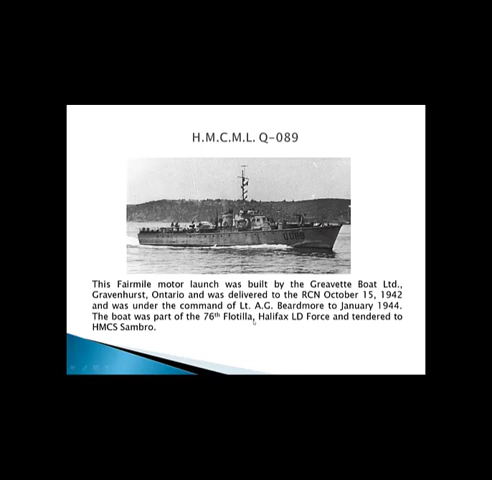 H.M.C.M.L. Q-089
This Fairmile motor launch was built by the Greavette Boat Ltd.,
Gravenhurst, Ontario and was delivered to the RCN October 15, 1942
and was under the command of Lt. A.G. Beardmore to January 1944.
The boat was part of the 76th Flotilla, Halifax LD Force and tendered to
HMCS Sambro.